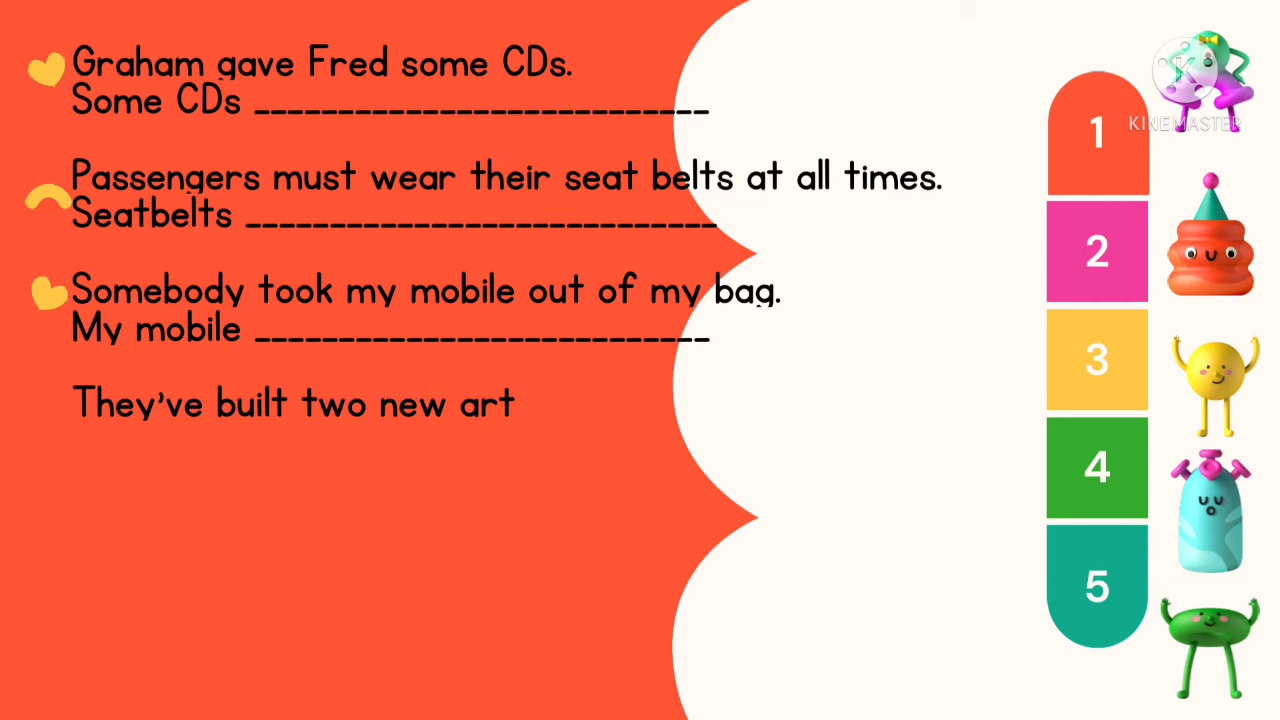 Graham gave Fred some CDs.
Some CDs ___________________________
Passengers must wear their seat belts at all times.
Seatbelts ____________________________
Somebody took my mobile out of my bag.
My mobile ___________________________
They've built two new art
1
2
3
4
5
K
KINEMASTER